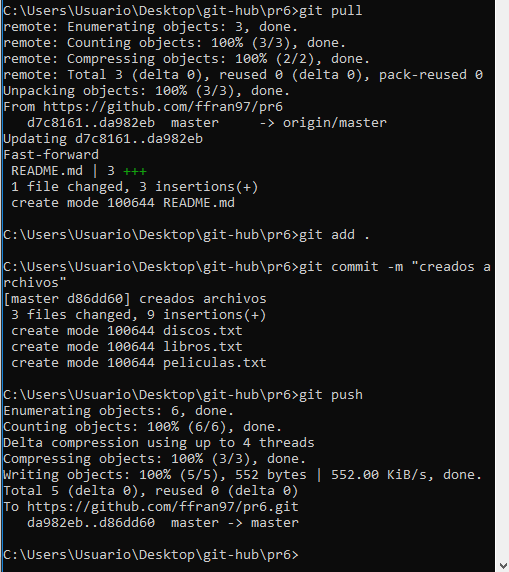 C:\Users\Usuario\Desktop\git-hub\pr6>git pull
remote: Enumerating objects: 3, done.
remote: Counting objects: 100% (3/3), done.
remote: Compressing objects: 100% (2/2), done.
remote: Total 3 (delta 0), reused 0 (delta 0), pack-reused 0
Unpacking objects: 100% (3/3), done.
From https://github.com/ffran97/pr6
   d7c8161..da982eb  master     -> origin/master
Updating d7c8161..da982eb
Fast-forward
 README.md | 3 +++
 1 file changed, 3 insertions(+)
 create mode 100644 README.md

C:\Users\Usuario\Desktop\git-hub\pr6>git add .

C:\Users\Usuario\Desktop\git-hub\pr6>git commit -m "creados a
rchivos"
[master d86dd60] creados archivos
 3 files changed, 9 insertions(+)
 create mode 100644 discos.txt
 create mode 100644 libros.txt
 create mode 100644 peliculas.txt

C:\Users\Usuario\Desktop\git-hub\pr6>git push
Enumerating objects: 6, done.
Counting objects: 100% (6/6), done.
Delta compression using up to 4 threads
Compressing objects: 100% (3/3), done.
Writing objects: 100% (5/5), 552 bytes | 552.00 KiB/s, done.
Total 5 (delta 0), reused 0 (delta 0)
To https://github.com/ffran97/pr6.git
   da982eb..d86dd60  master -> master

C:\Users\Usuario\Desktop\git-hub\pr6>